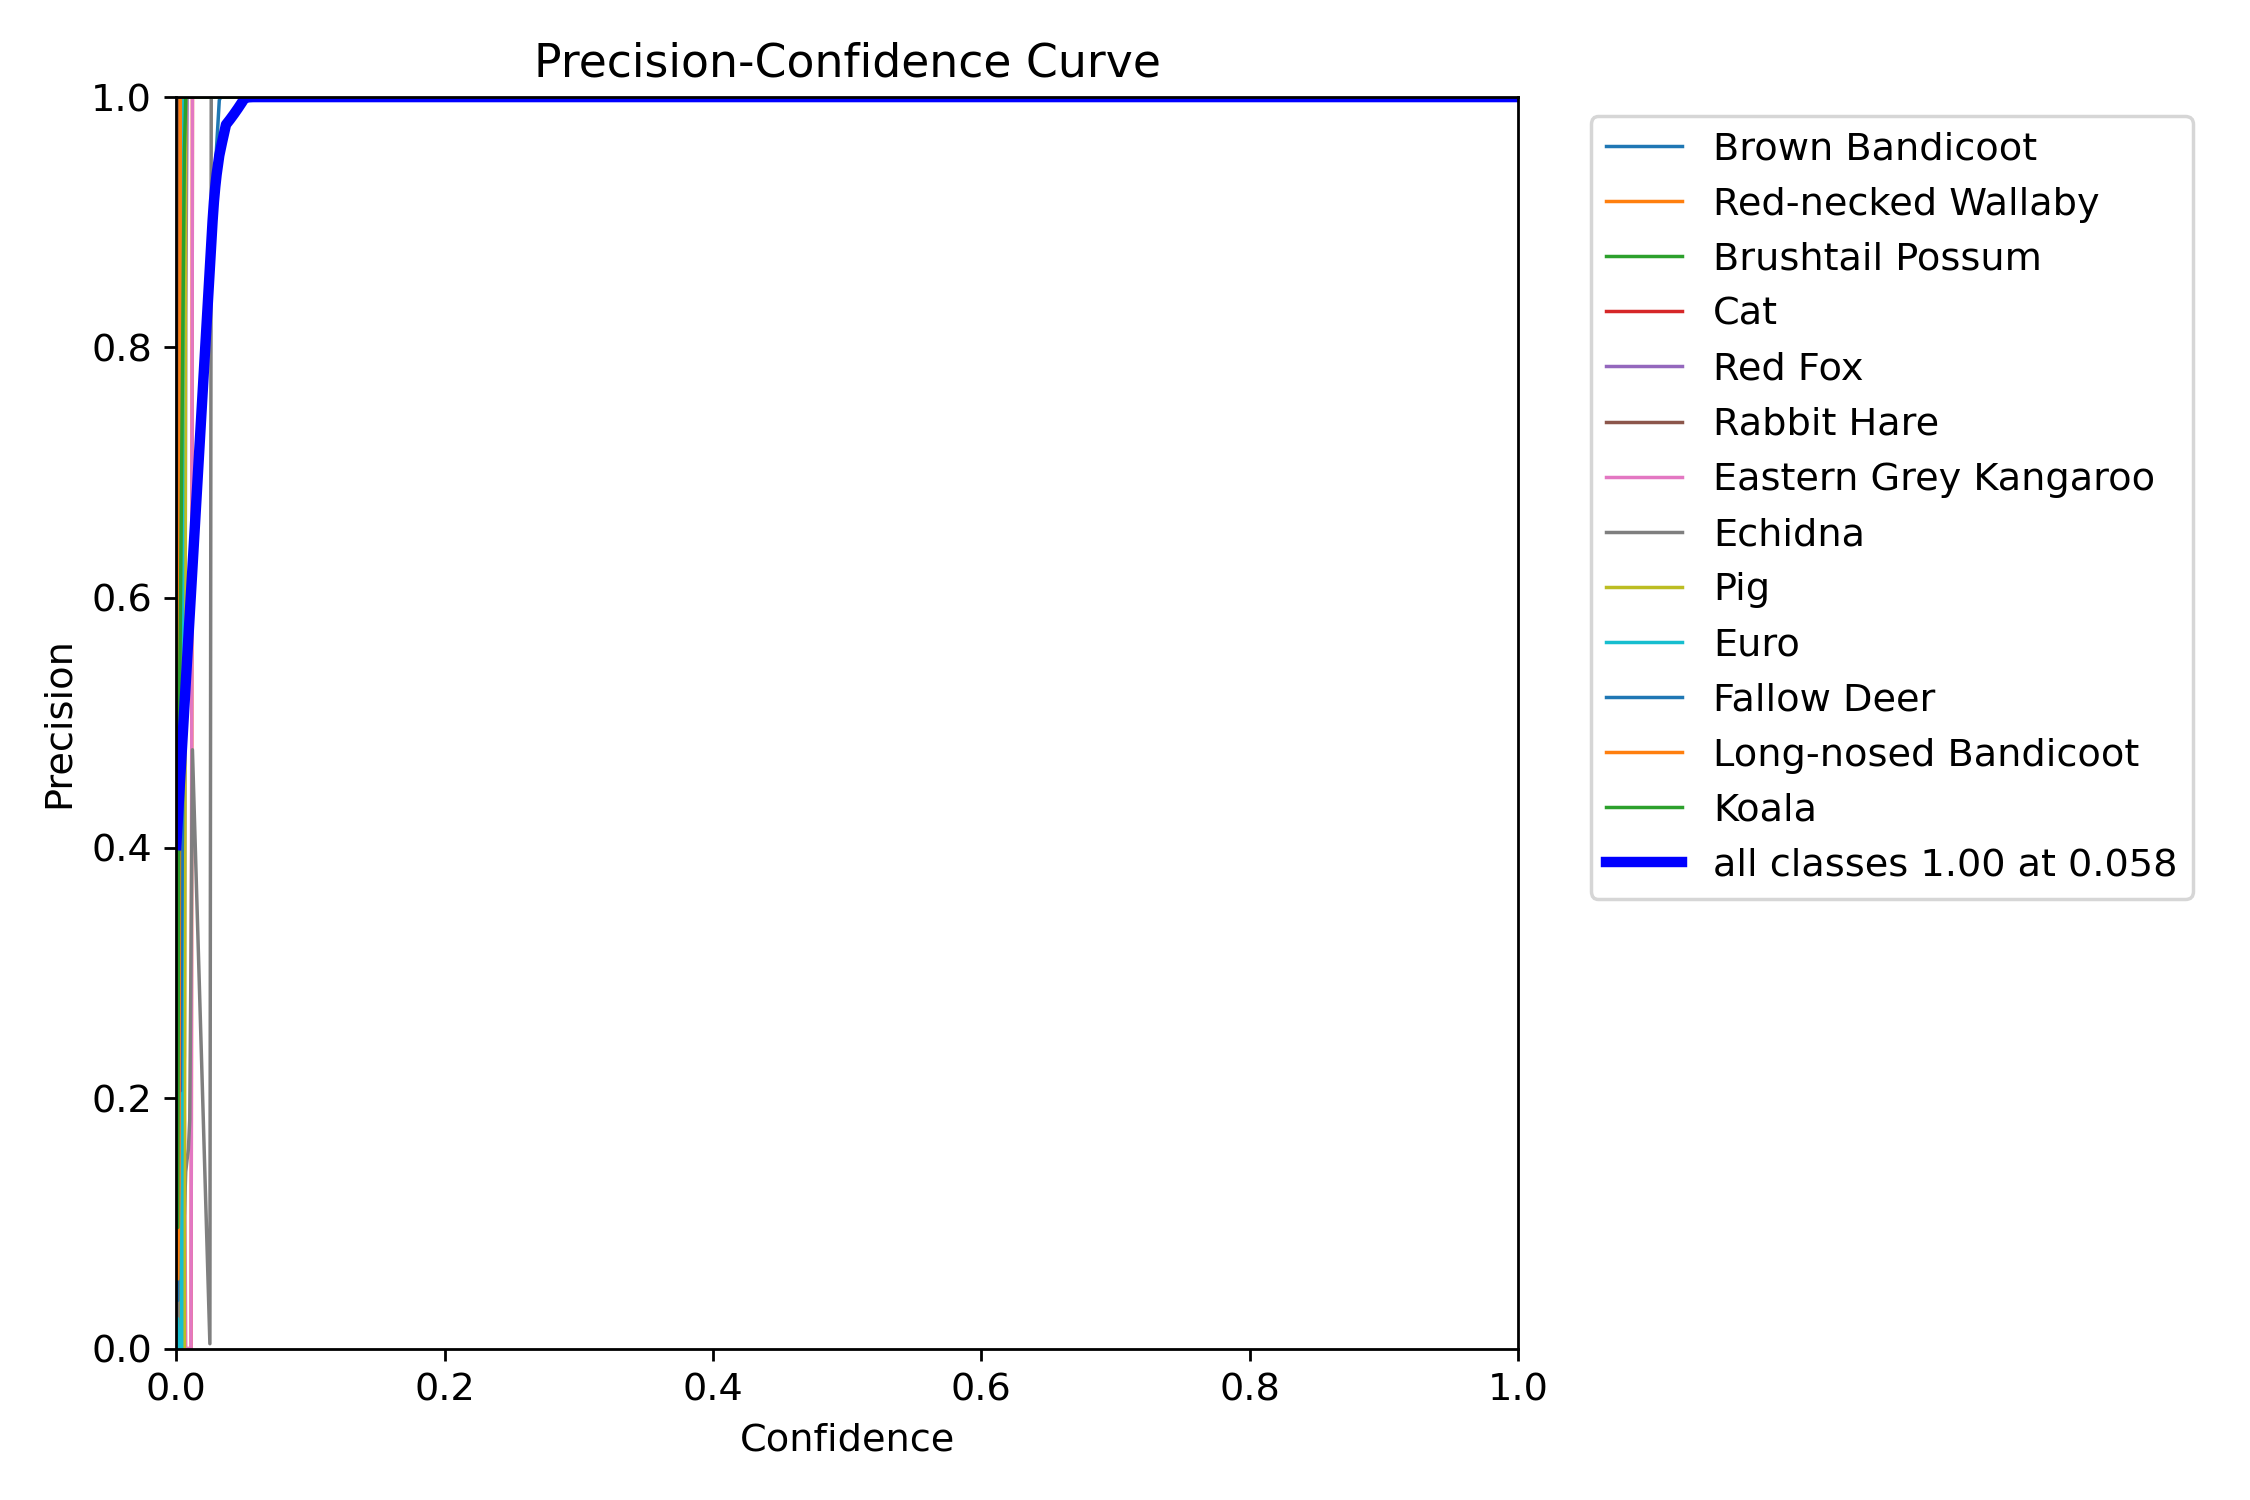 Precision-Confidence Curve
1.0
0.8
0.6
0.4
0.2
0.0
Precision
0.0 0.2 0.4 0.6 0.8 1.0
Confidence
Brown Bandicoot
Red-necked Wallaby
Brushtail Possum
Cat
Red Fox
Rabbit Hare
Eastern Grey Kangaroo
Echidna
Pig
Euro
Fallow Deer
Long-nosed Bandicoot
Koala
all classes 1.00 at 0.058